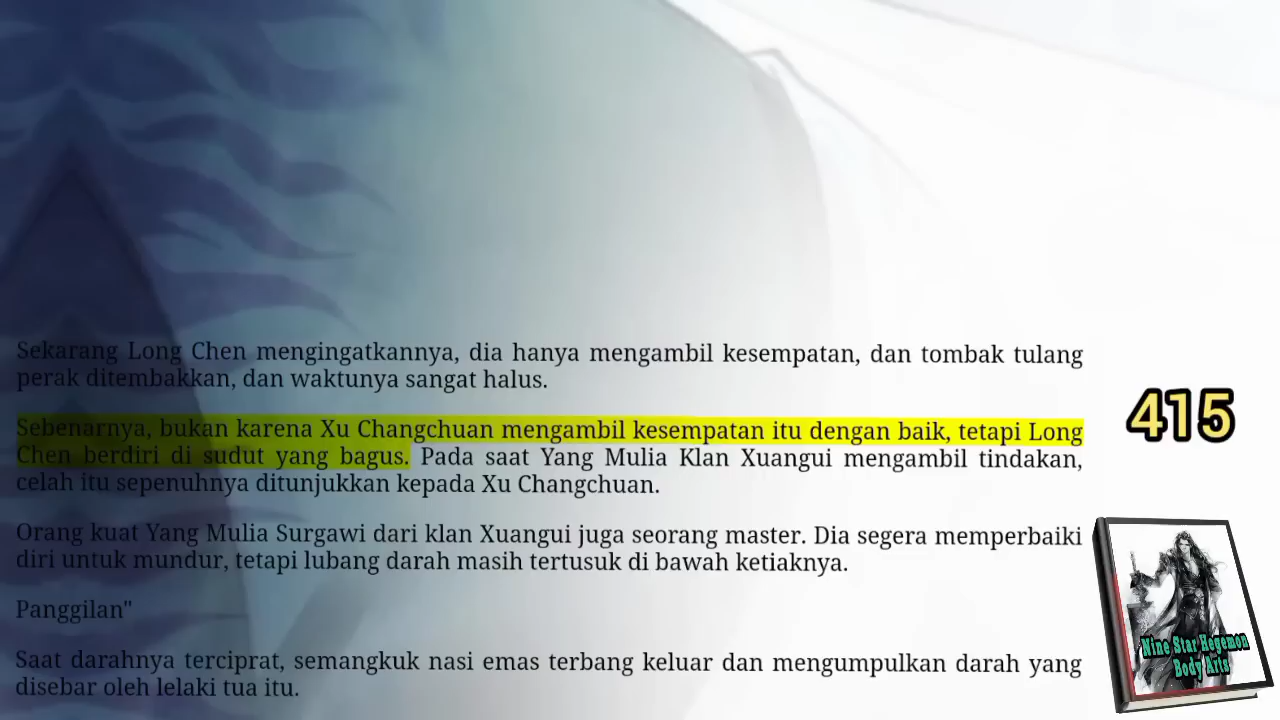 Sekarang Long Chen mengingatkannya, dia hanya mengambil kesempatan, dan tombak tulang
perak ditembakkan, dan waktunya sangat halus.
Sebenarnya, bukan karena Xu Changchuan mengambil kesempatan itu dengan baik, tetapi Long
Chen berdiri di sudut yang bagus. Pada saat Yang Mulia Klan Xuangui mengambil tindakan,
celah itu sepenuhnya ditunjukkan kepada Xu Changchuan.
Orang kuat Yang Mulia Surgawi dari klan Xuangui juga seorang master. Dia segera memperbaiki
diri untuk mundur, tetapi lubang darah masih tertusuk di bawah ketiaknya.
Panggilan"
Saat darahnya terciprat, semangkuk nasi emas terbang keluar dan mengumpulkan darah yang
disebar oleh lelaki tua itu.
415
Nine Star Hegemon
Body Arts